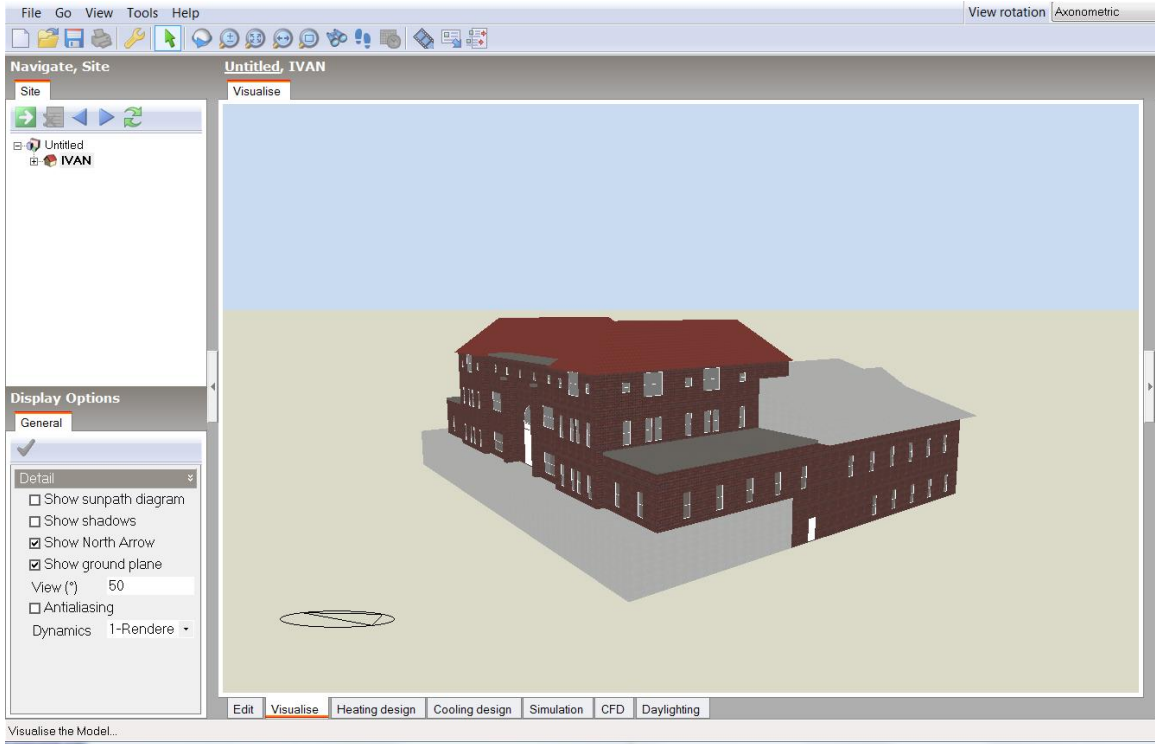 File Go View Tools Help
View rotation Axonometric
Navigate, Site
Site
Untitled
IVAN
Untitled, IVAN
Visualise
Display Options
General
Detail
Show sunpath diagram
Show shadows
Show North Arrow
Show ground plane
View (°) 50
Antialiasing
Dynamics 1-Rendere
Edit Visualise Heating design Cooling design Simulation CFD Daylighting
Visualise the Model...